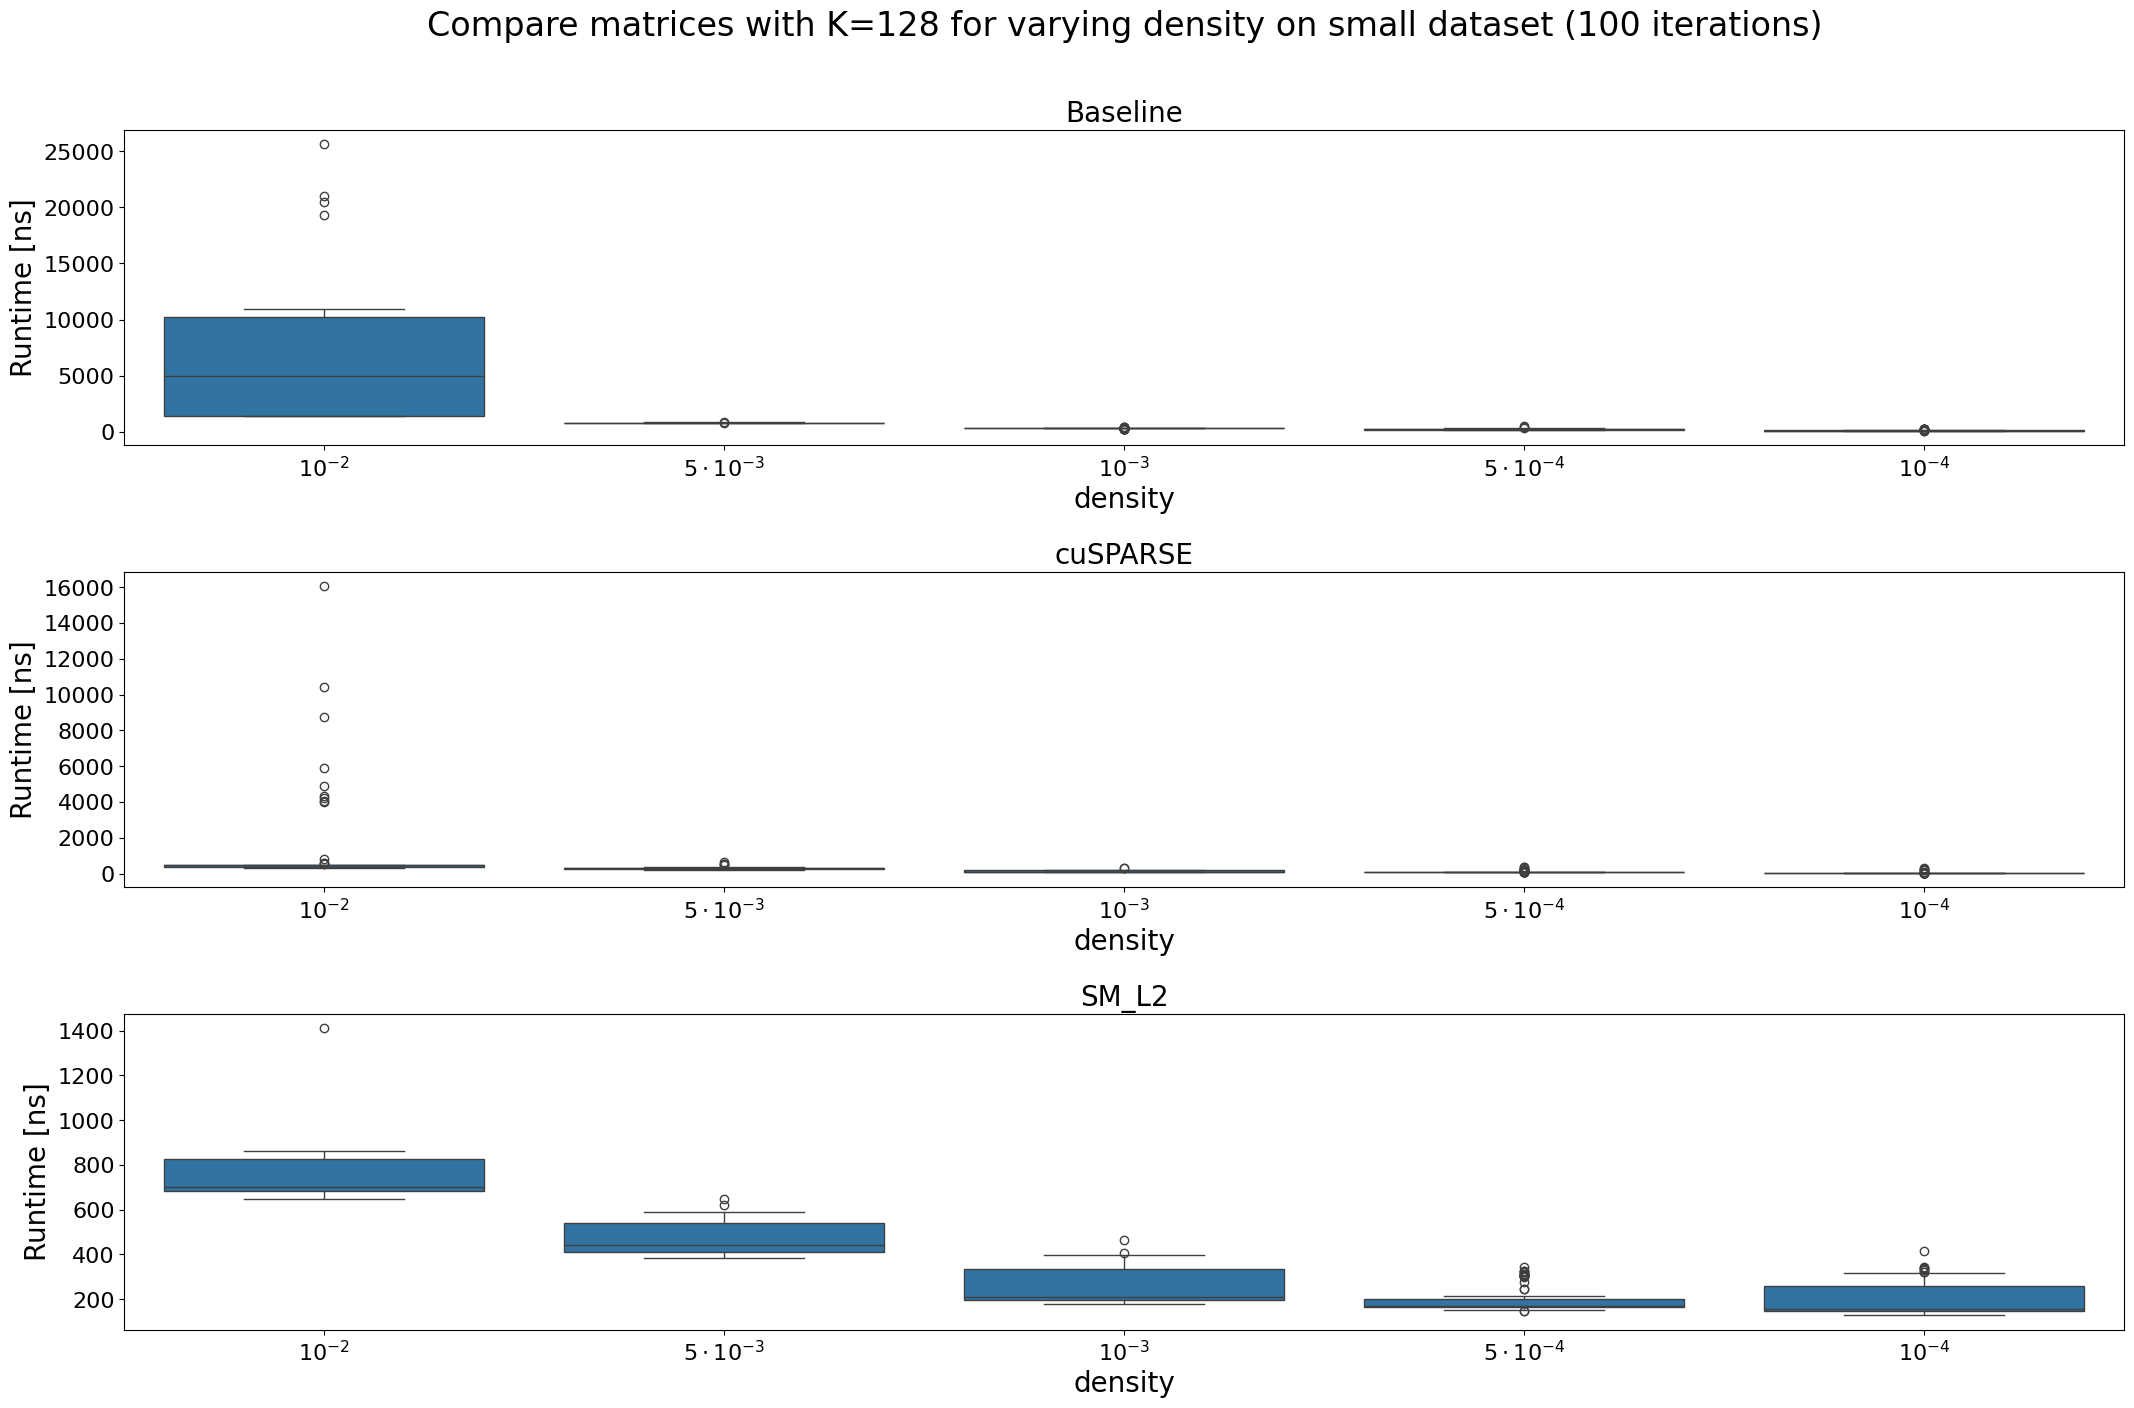 Compare matrices with K=128 for varying density on small dataset (100 iterations)
Baseline
Runtime [ns]
25000
20000
15000
10000
5000
0
10⁻² 5·10⁻³ 10⁻³ 5·10⁻⁴ 10⁻⁴
density
cuSPARSE
Runtime [ns]
16000
14000
12000
10000
8000
6000
4000
2000
0
10⁻² 5·10⁻³ 10⁻³ 5·10⁻⁴ 10⁻⁴
density
SM_L2
Runtime [ns]
1400
1200
1000
800
600
400
200
10⁻² 5·10⁻³ 10⁻³ 5·10⁻⁴ 10⁻⁴
density